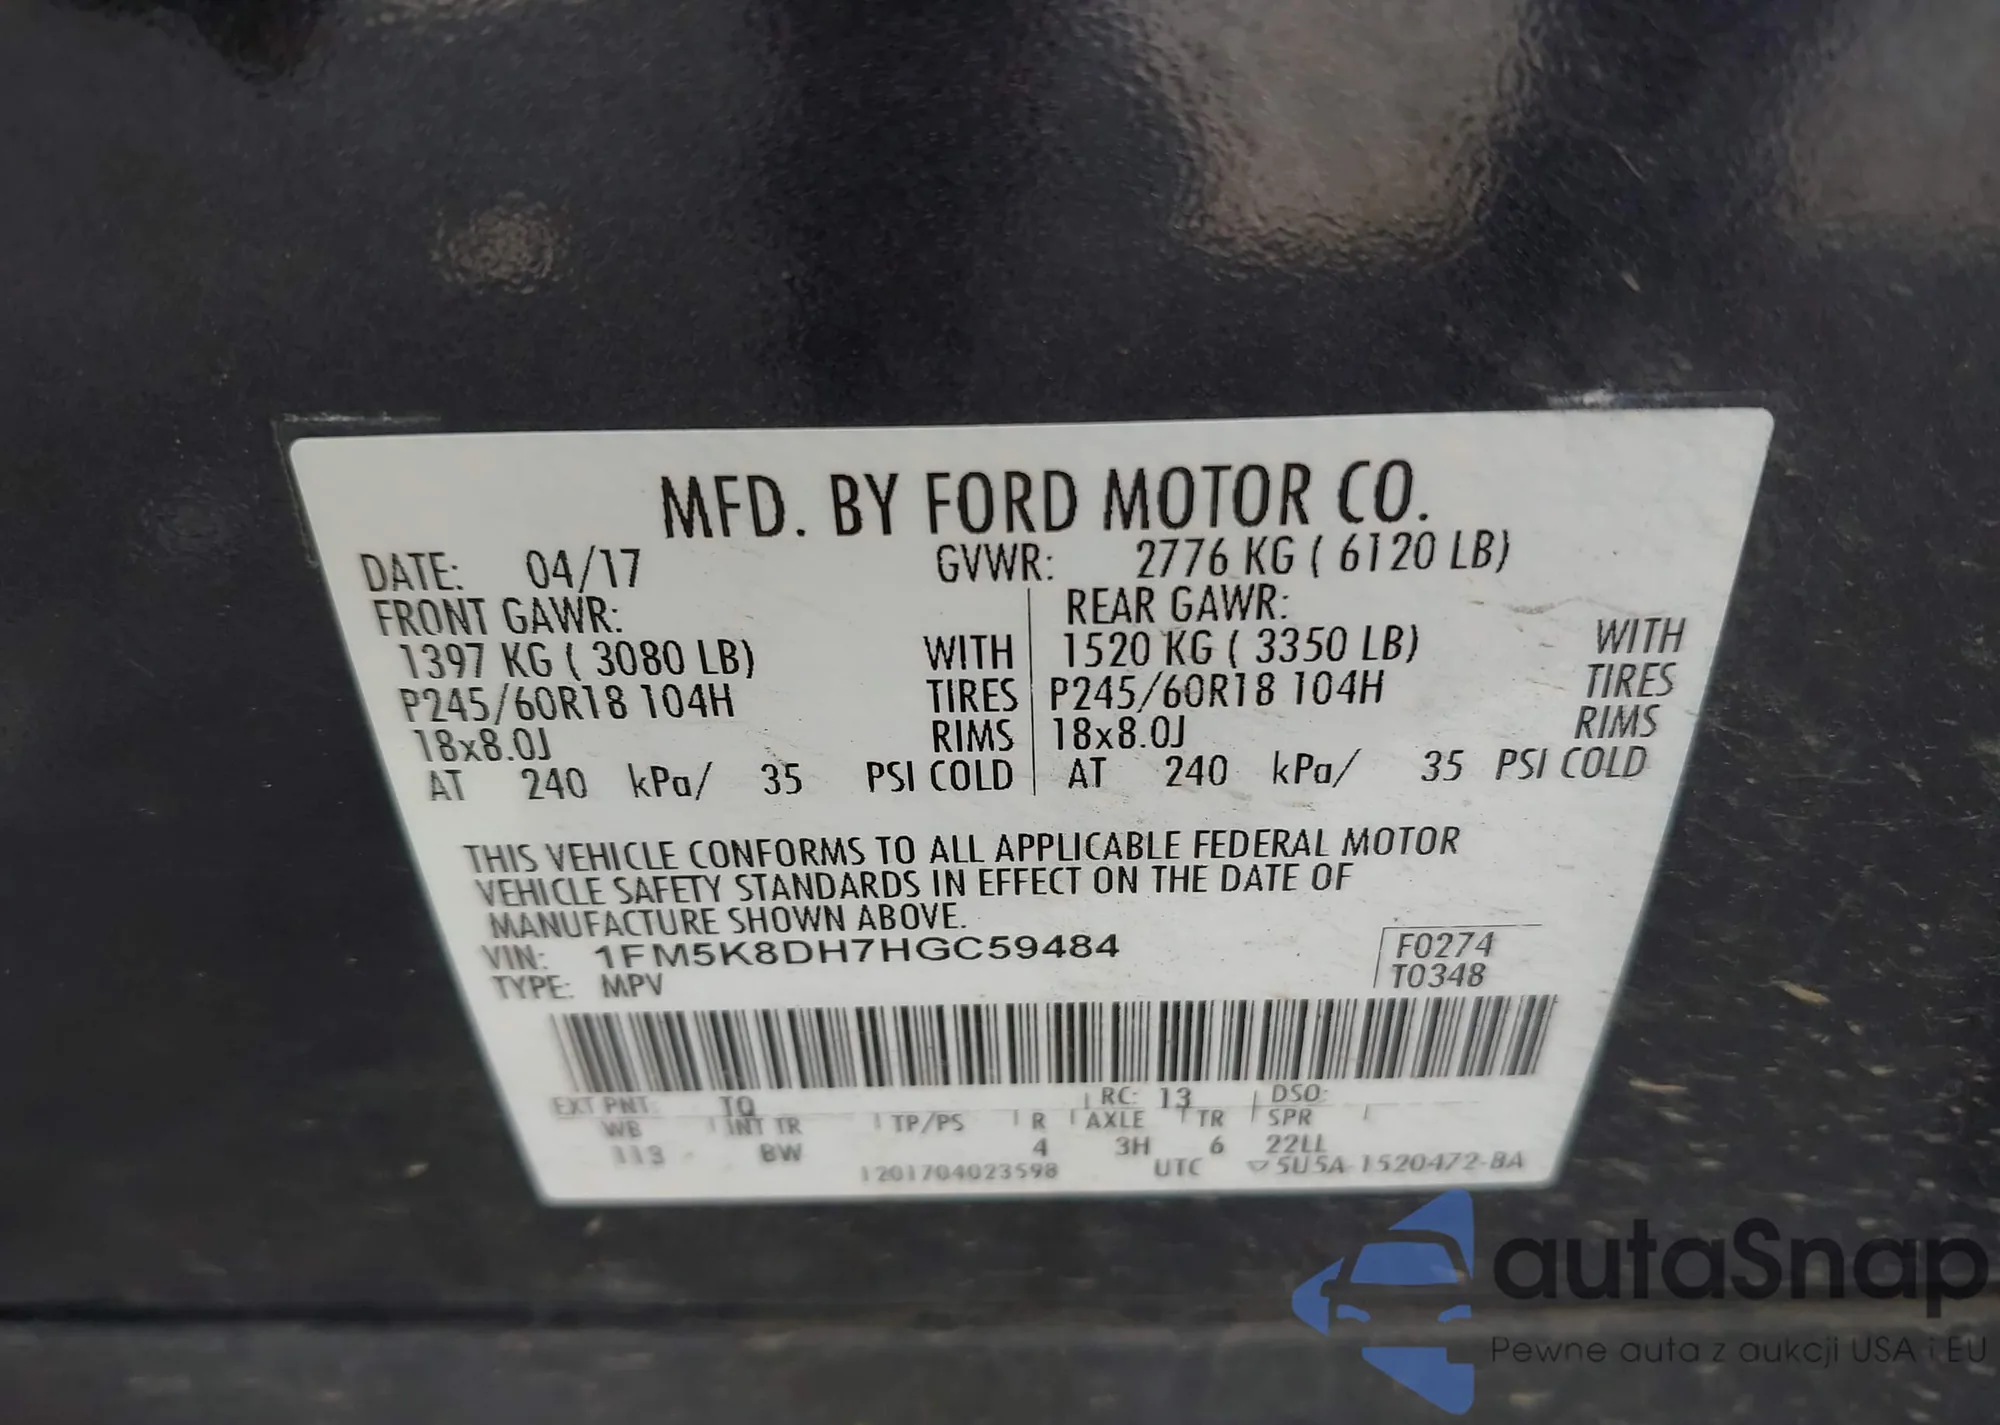 MFD. BY FORD MOTOR CO.
DATE: 04/17 GVWR: 2776 KG ( 6120 LB)
FRONT GAWR: REAR GAWR:
1397 KG ( 3080 LB) WITH 1520 KG ( 3350 LB) WITH
P245/60R18 104H TIRES P245/60R18 104H TIRES
18x8.0J RIMS 18x8.0J RIMS
AT 240 kPa/ 35 PSI COLD AT 240 kPa/ 35 PSI COLD
THIS VEHICLE CONFORMS TO ALL APPLICABLE FEDERAL MOTOR
VEHICLE SAFETY STANDARDS IN EFFECT ON THE DATE OF
MANUFACTURE SHOWN ABOVE.
VIN: 1FM5K8DH7HGC59484 F0274
TYPE: MPV T0348
EXT PNT: TQ RC: 13 DSO:
WB INT TR TP/PS R AXLE TR SPR
113 BW 4 3H 6 22LL
1201704023598 UTC ▽5U5A-1520472-BA
autaSnap
Pewne auta z aukcji USA i EU